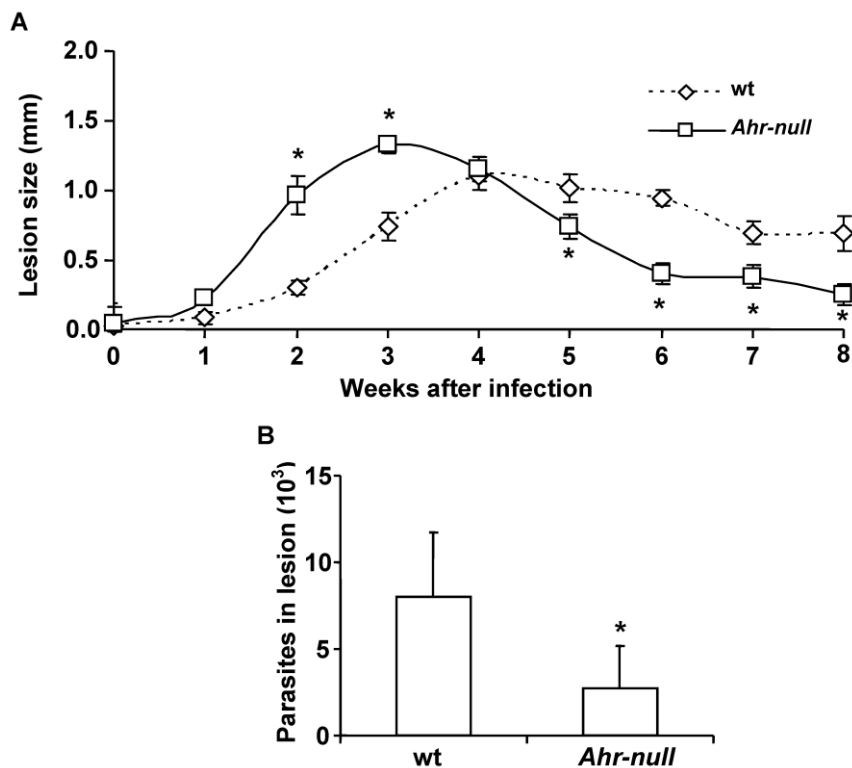 A
2.0
1.5
1.0
0.5
0.0
Lesion size (mm)
wt
Ahr-null
* * * * * *
0 1 2 3 4 5 6 7 8
Weeks after infection
B
15
10
5
0
Parasites in lesion (10³)
*
wt Ahr-null